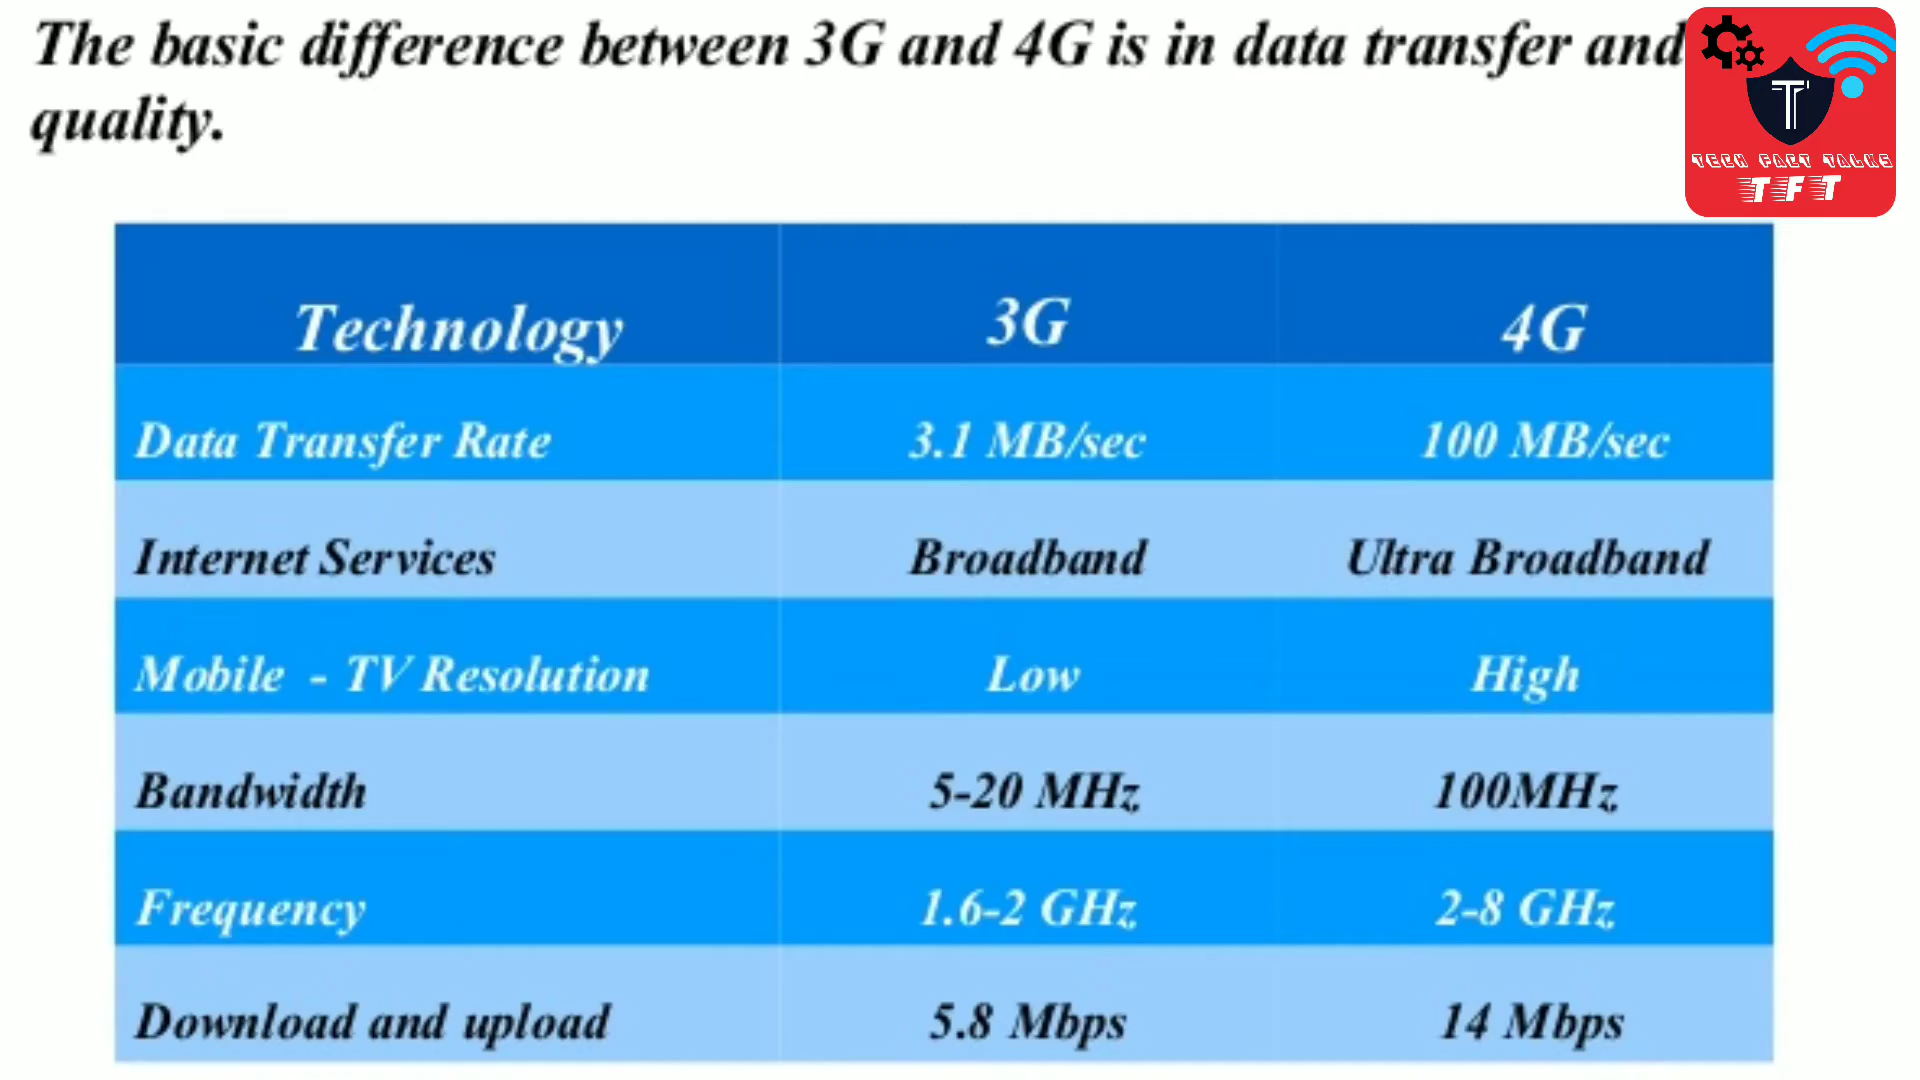 The basic difference between 3G and 4G is in data transfer and
quality.
T
TECH FACT TALKS
TFT
Technology 3G 4G
Data Transfer Rate 3.1 MB/sec 100 MB/sec
Internet Services Broadband Ultra Broadband
Mobile - TV Resolution Low High
Bandwidth 5-20 MHz 100MHz
Frequency 1.6-2 GHz 2-8 GHz
Download and upload 5.8 Mbps 14 Mbps